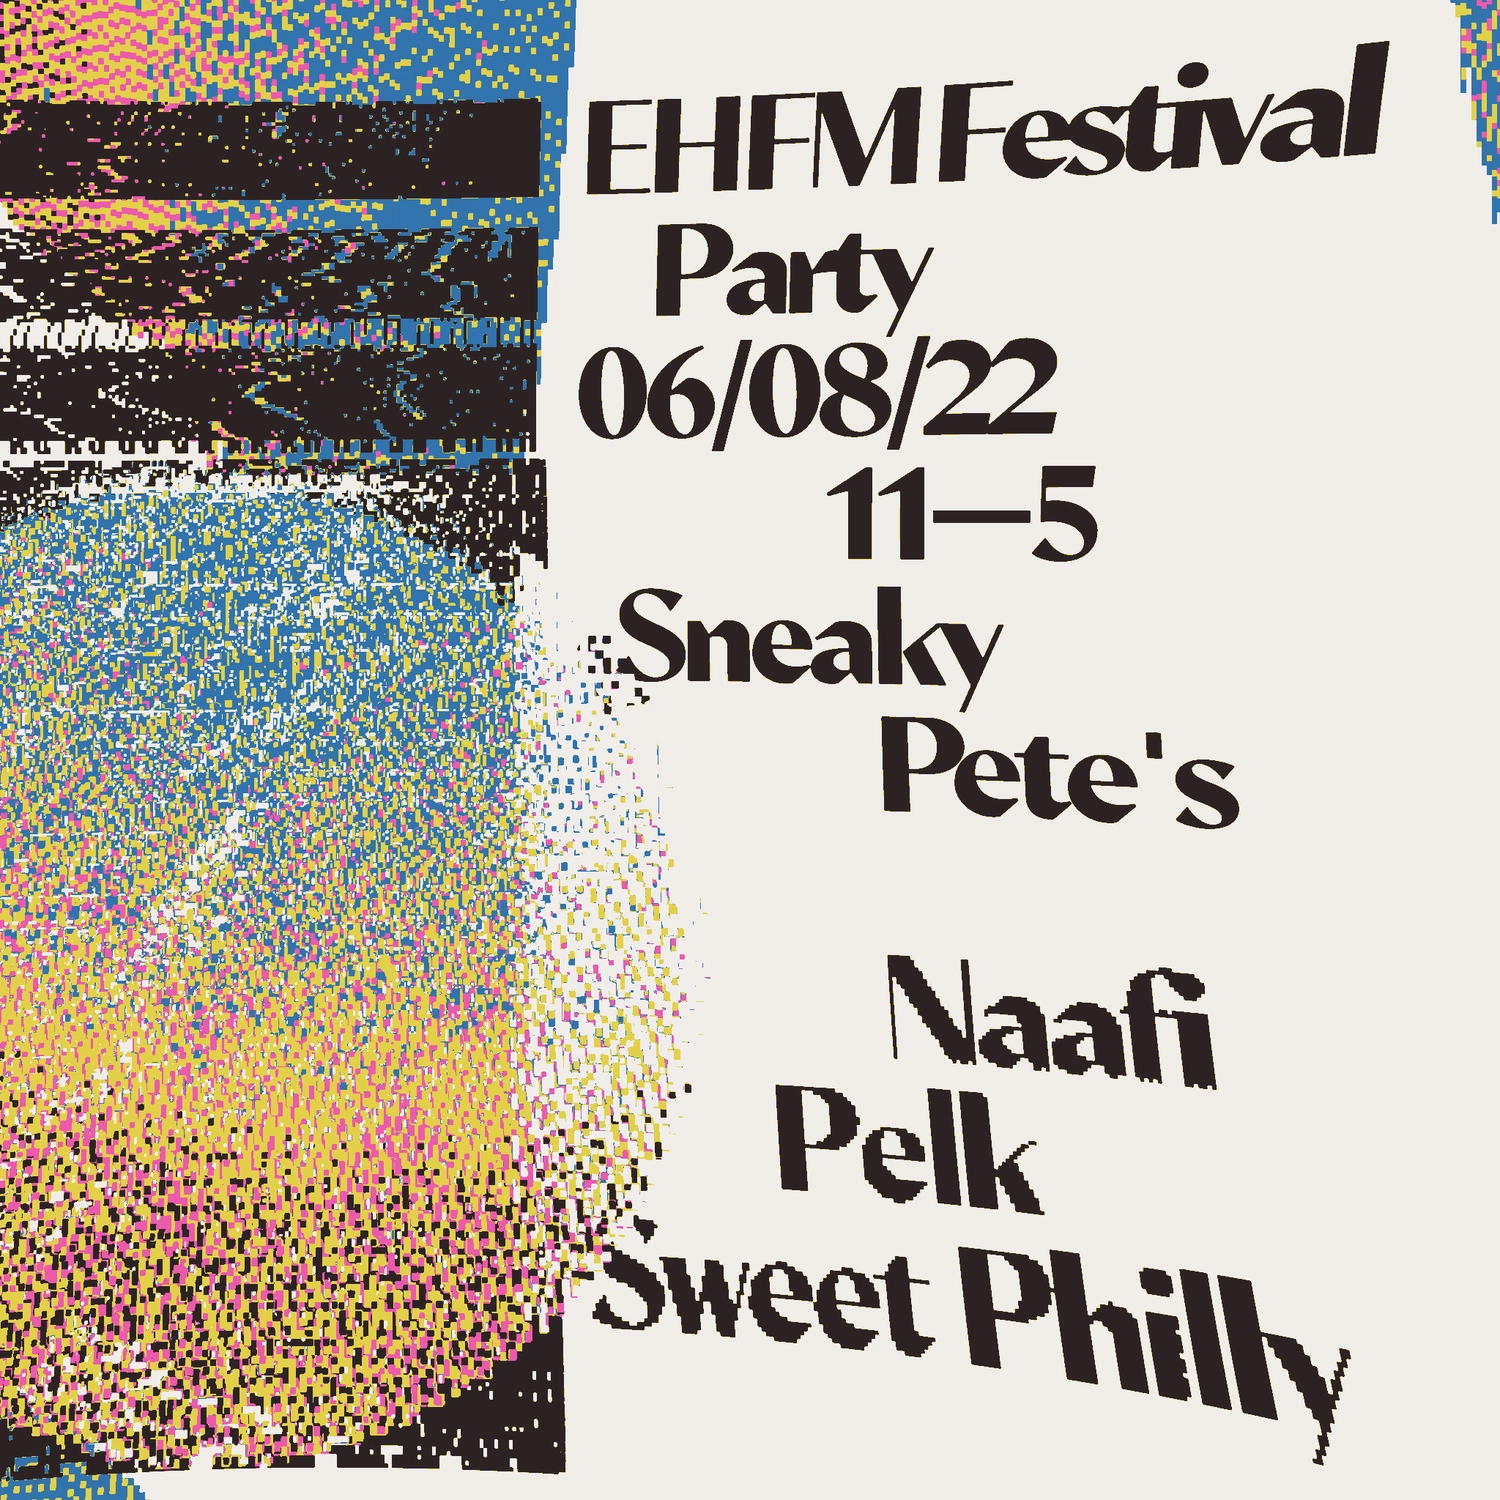 EHFM Festival
Party
06/08/22
11—5
Sneaky
Pete's
Naafi
Pelk
Sweet Philly